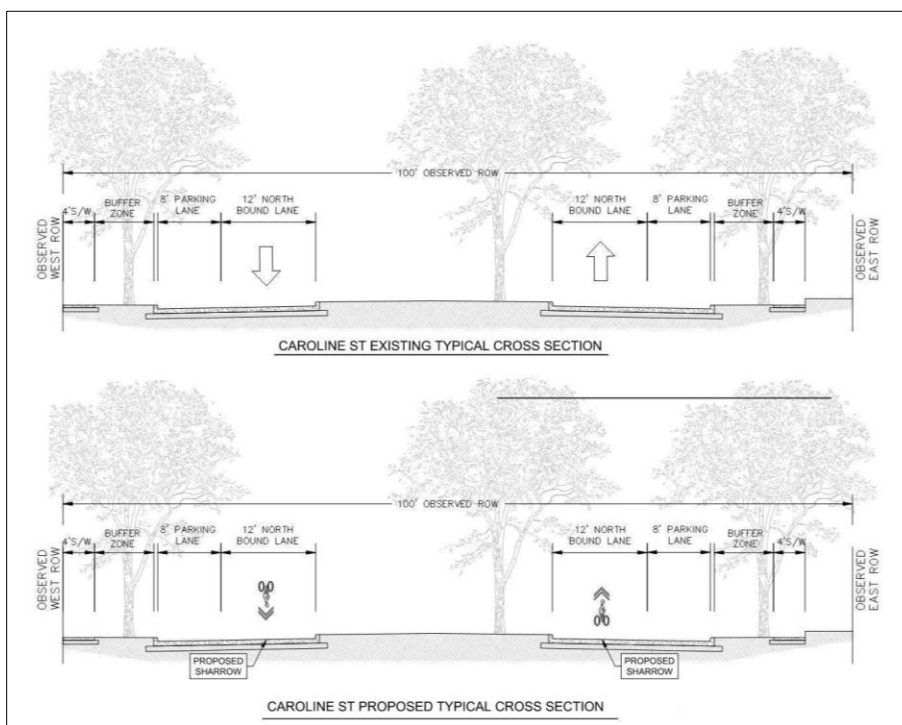 100' OBSERVED ROW
4'S/W
BUFFER
ZONE
8' PARKING
LANE
12' NORTH
BOUND LANE
12' NORTH
BOUND LANE
8' PARKING
LANE
BUFFER
ZONE
4'S/W
OBSERVED
WEST ROW
OBSERVED
EAST ROW
CAROLINE ST EXISTING TYPICAL CROSS SECTION
100' OBSERVED ROW
4'S/W
BUFFER
ZONE
8' PARKING
LANE
12' NORTH
BOUND LANE
12' NORTH
BOUND LANE
8' PARKING
LANE
BUFFER
ZONE
4'S/W
OBSERVED
WEST ROW
OBSERVED
EAST ROW
PROPOSED
SHARROW
PROPOSED
SHARROW
CAROLINE ST PROPOSED TYPICAL CROSS SECTION